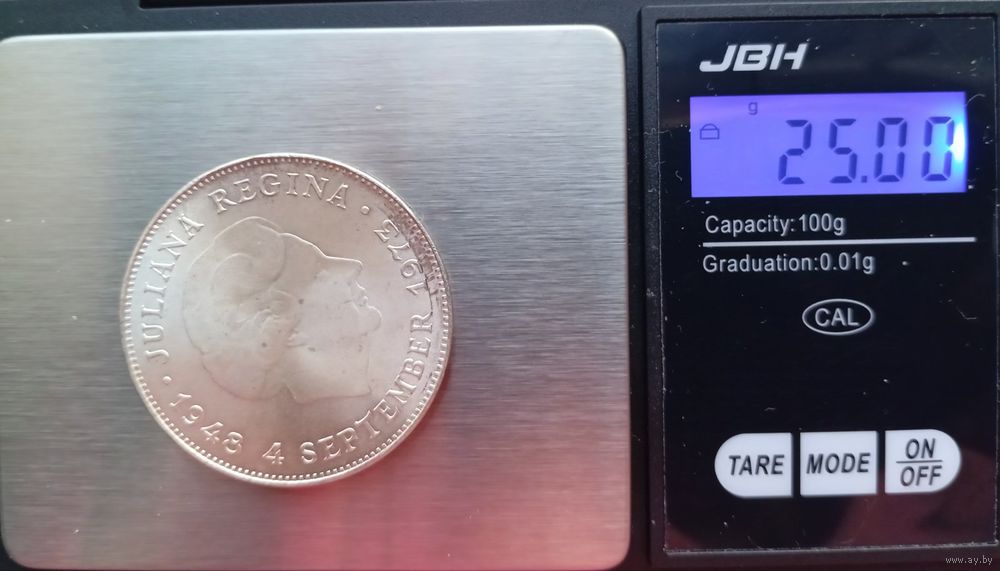 JULIANA REGINA · 1973 ·
1948 4 SEPTEMBER
JBH
g
25.00
Capacity:100g
Graduation:0.01g
CAL
TARE
MODE
ON
OFF
www.ay.by